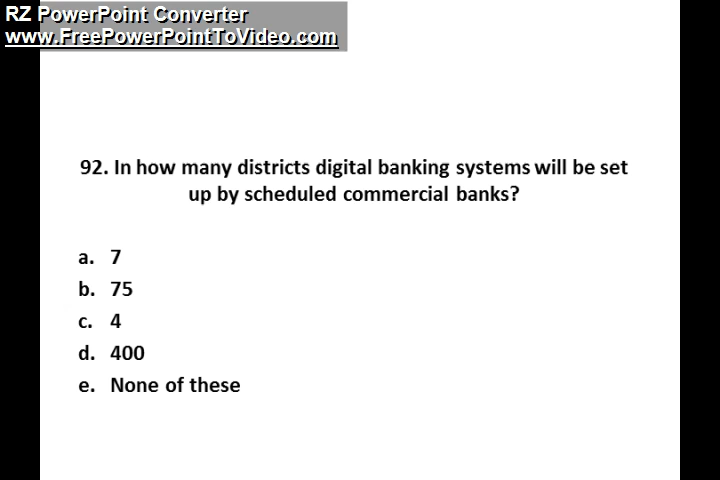 RZ PowerPoint Converter
www.FreePowerPointToVideo.com
92. In how many districts digital banking systems will be set
up by scheduled commercial banks?
a. 7
b. 75
c. 4
d. 400
e. None of these